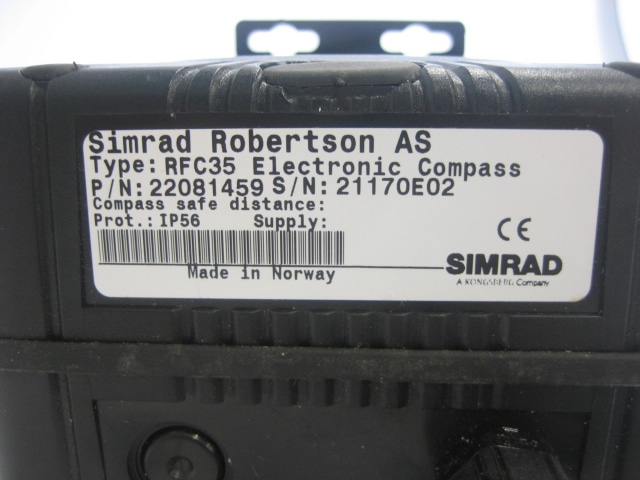 Simrad Robertson AS
Type: RFC35 Electronic Compass
P/N: 22081459 S/N: 21170E02
Compass safe distance:
Prot.: IP56 Supply:
CE
Made in Norway
SIMRAD
A KONGSBERG Company